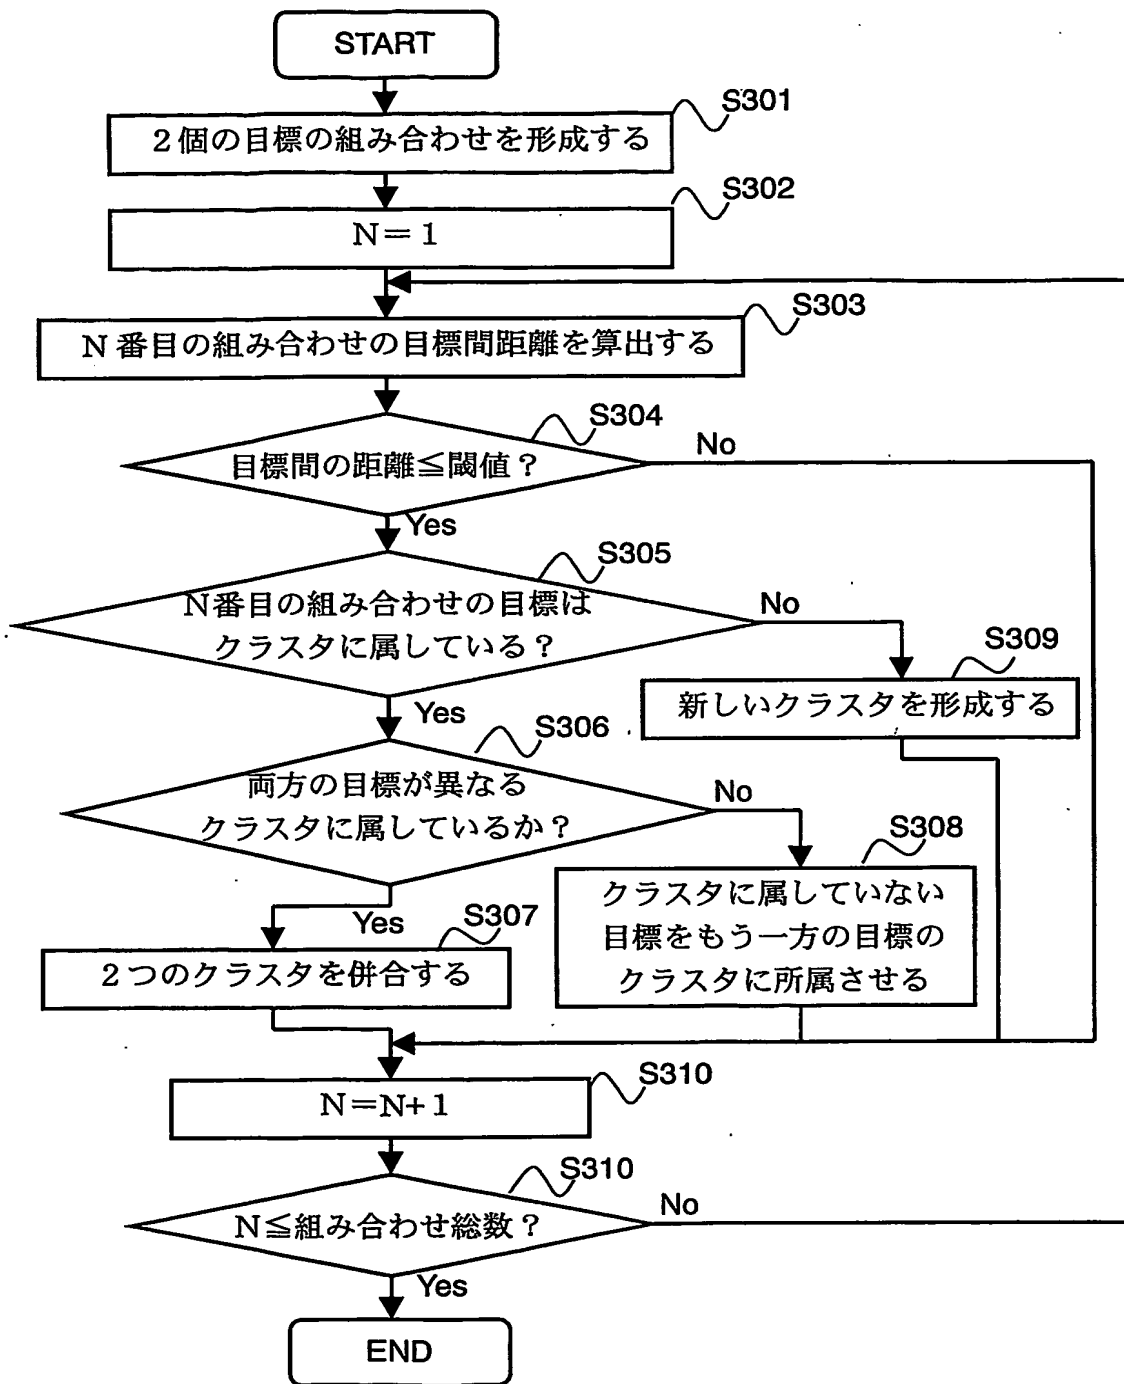 START
S301
2個の目標の組み合わせを形成する
S302
N=1
S303
N番目の組み合わせの目標間距離を算出する
S304
目標間の距離≦閾値？
No
Yes
S305
N番目の組み合わせの目標は
クラスタに属している？
No
S309
新しいクラスタを形成する
Yes
S306
両方の目標が異なる
クラスタに属しているか？
No
S308
クラスタに属していない
目標をもう一方の目標の
クラスタに所属させる
Yes
S307
2つのクラスタを併合する
S310
N=N+1
S310
N≦組み合わせ総数？
No
Yes
END